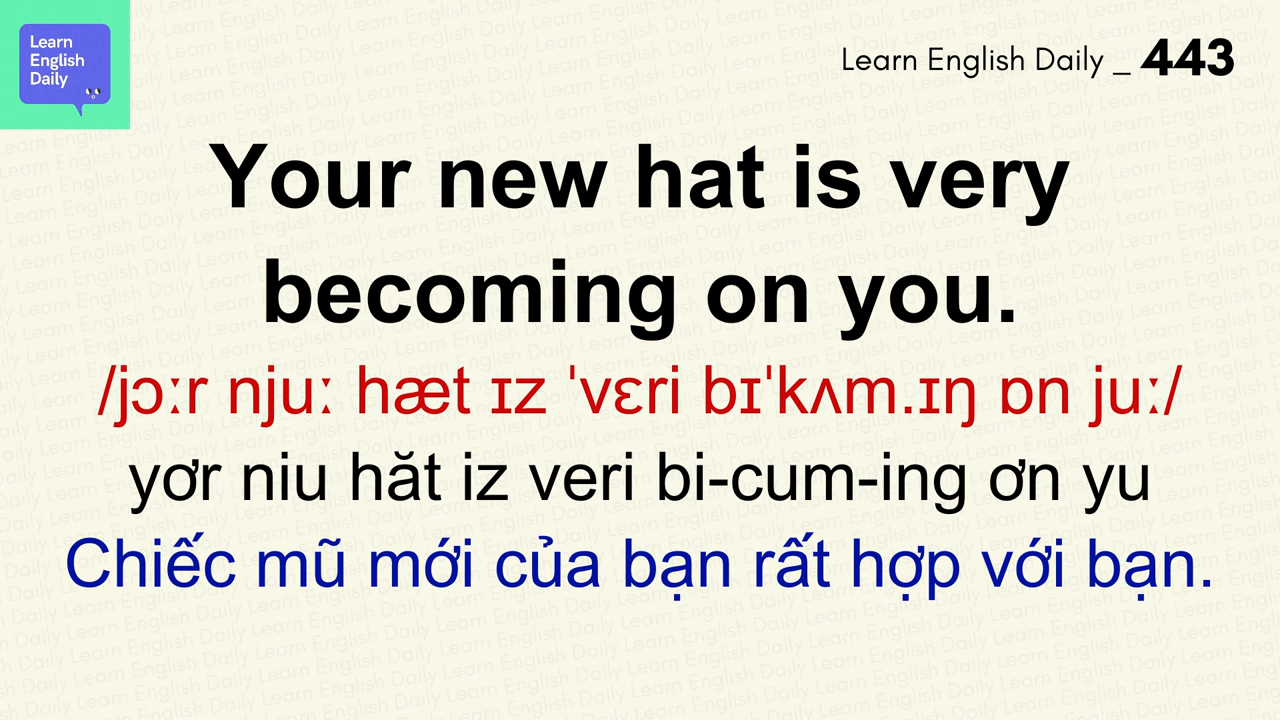 Learn
English
Daily
Learn English Daily _ 443
Your new hat is very
becoming on you.
/jɔːr njuː hæt ɪz ˈvɛri bɪˈkʌm.ɪŋ ɒn juː/
yơr niu hăt iz veri bi-cum-ing ơn yu
Chiếc mũ mới của bạn rất hợp với bạn.